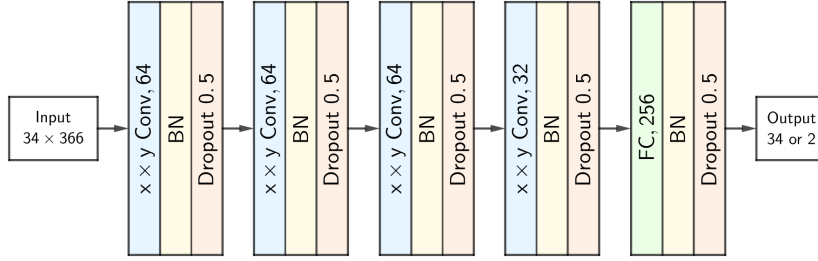 Input
34 × 366
x × y Conv, 64
BN
Dropout 0.5
x × y Conv, 64
BN
Dropout 0.5
x × y Conv, 64
BN
Dropout 0.5
x × y Conv, 32
BN
Dropout 0.5
FC, 256
BN
Dropout 0.5
Output
34 or 2